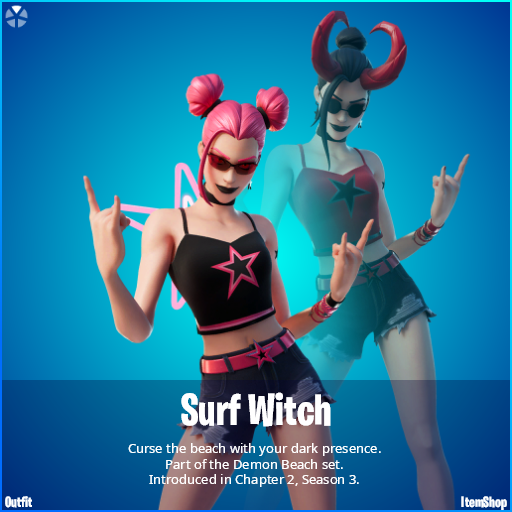 Surf Witch
Curse the beach with your dark presence.
Part of the Demon Beach set.
Introduced in Chapter 2, Season 3.
Outfit
ItemShop